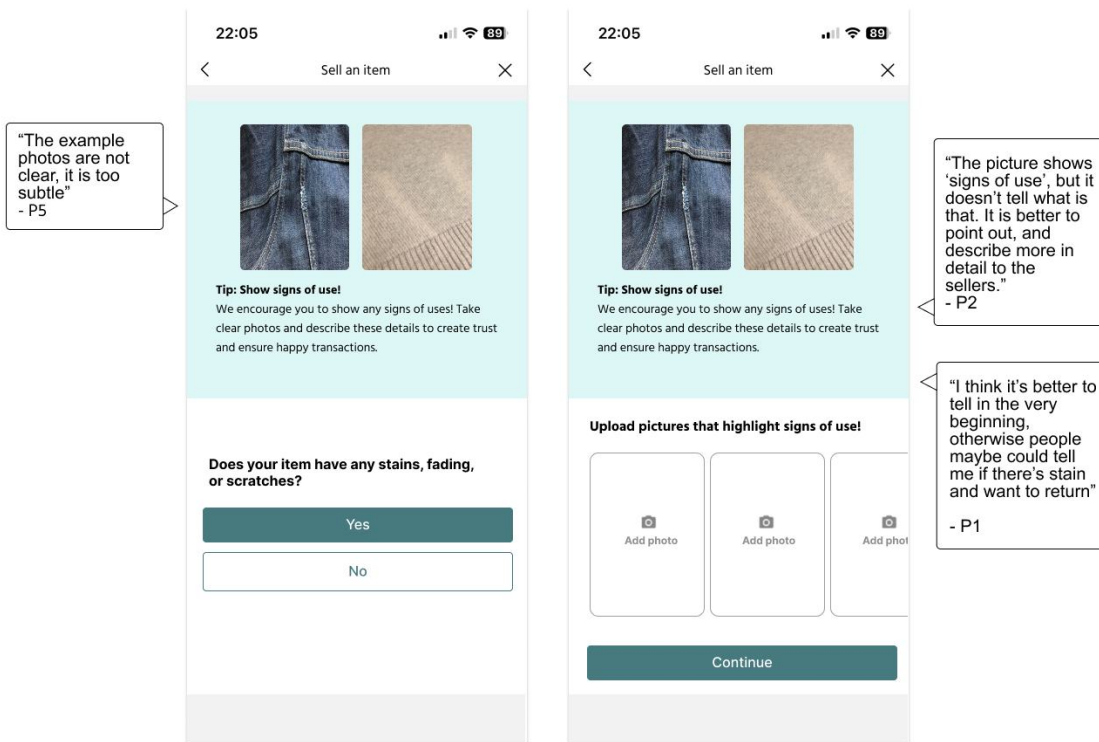 “The example
photos are not
clear, it is too
subtle”
- P5
22:05
89
Sell an item
Tip: Show signs of use!
We encourage you to show any signs of uses! Take
clear photos and describe these details to create trust
and ensure happy transactions.
Does your item have any stains, fading,
or scratches?
Yes
No
22:05
89
Sell an item
Tip: Show signs of use!
We encourage you to show any signs of uses! Take
clear photos and describe these details to create trust
and ensure happy transactions.
Upload pictures that highlight signs of use!
Add photo
Add photo
Add phot
Continue
“The picture shows
‘signs of use’, but it
doesn’t tell what is
that. It is better to
point out, and
describe more in
detail to the
sellers.”
- P2
“I think it’s better to
tell in the very
beginning,
otherwise people
maybe could tell
me if there’s stain
and want to return”
- P1